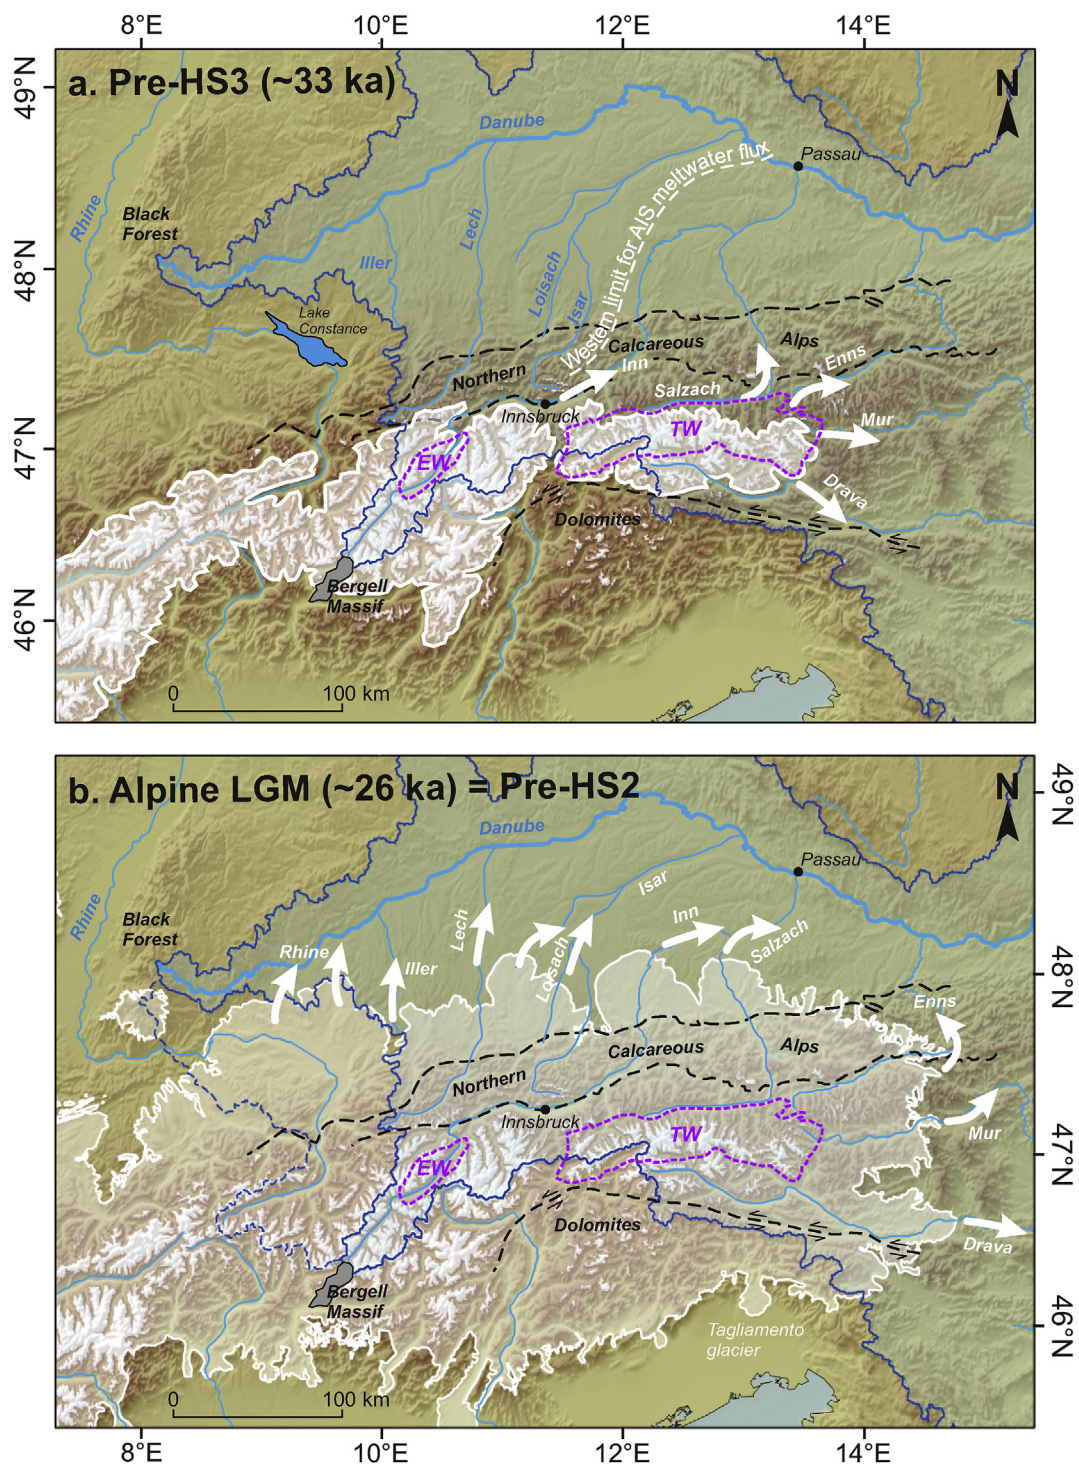 8°E 10°E 12°E 14°E
a. Pre-HS3 (~33 ka)
N
49°N
48°N
47°N
46°N
Danube
Passau
Rhine
Black
Forest
Lech
Iller
Loisach
Isar
Western limit for AIS meltwater flux
Lake
Constance
Calcareous
Alps
Northern
Inn
Salzach
Enns
Innsbruck
Mur
TW
EW
Drava
Dolomites
Bergell
Massif
0 100 km
b. Alpine LGM (~26 ka) = Pre-HS2
N
49°N
48°N
47°N
46°N
Danube
Passau
Rhine
Isar
Black
Forest
Lech
Inn
Salzach
Rhine
Iller
Loisach
Enns
Calcareous
Alps
Northern
Innsbruck
TW
Mur
EW
Dolomites
Drava
Bergell
Massif
Tagliamento
glacier
0 100 km
8°E 10°E 12°E 14°E